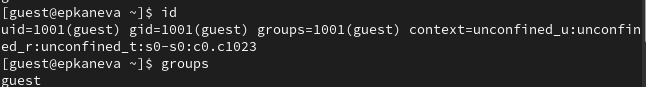 [guest@epkaneva ~]$ id
uid=1001(guest) gid=1001(guest) groups=1001(guest) context=unconfined_u:unconfin
ed_r:unconfined_t:s0-s0:c0.c1023
[guest@epkaneva ~]$ groups
guest